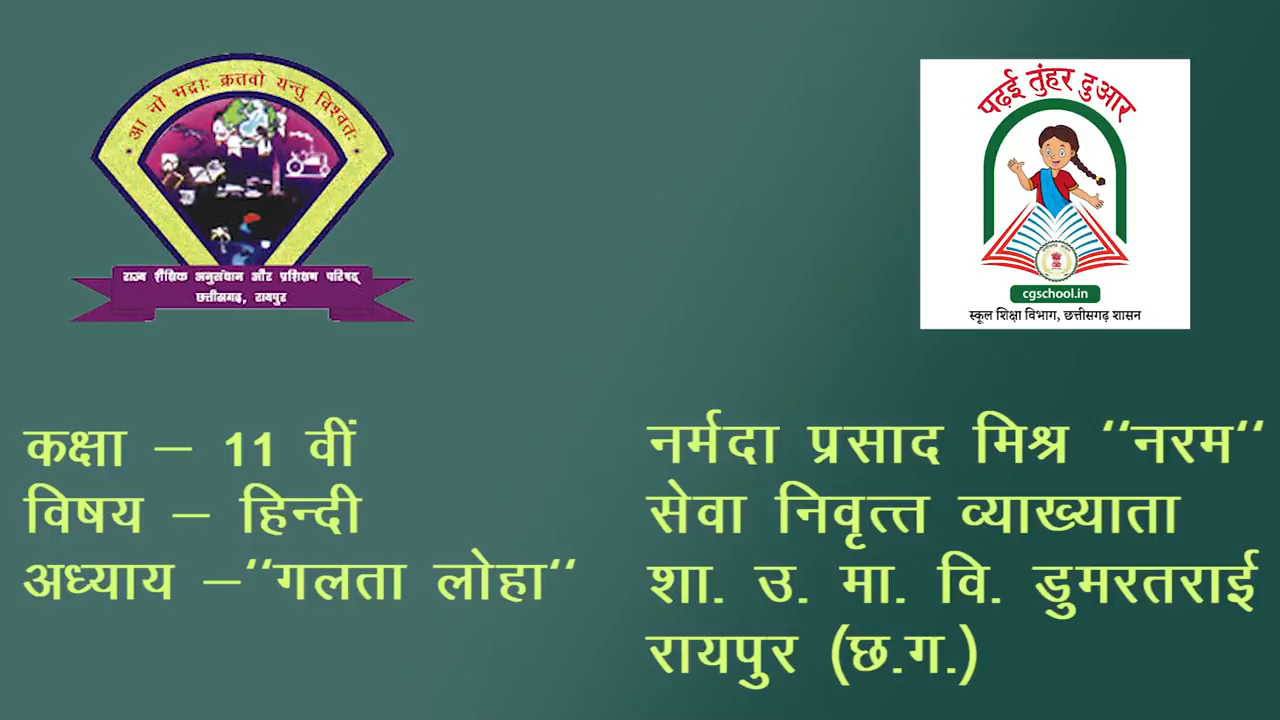 आ नो भद्राः क्रतवो यन्तु विश्वतः
राज्य शैक्षिक अनुसंधान और प्रशिक्षण परिषद्
छत्तीसगढ़, रायपुर
पढ़ई तुंहर दुआर
cgschool.in
स्कूल शिक्षा विभाग, छत्तीसगढ़ शासन
कक्षा – 11 वीं
विषय – हिन्दी
अध्याय –‘‘गलता लोहा‘‘
नर्मदा प्रसाद मिश्र ‘‘नरम‘‘
सेवा निवृत्त व्याख्याता
शा. उ. मा. वि. डुमरतराई
रायपुर (छ.ग.)